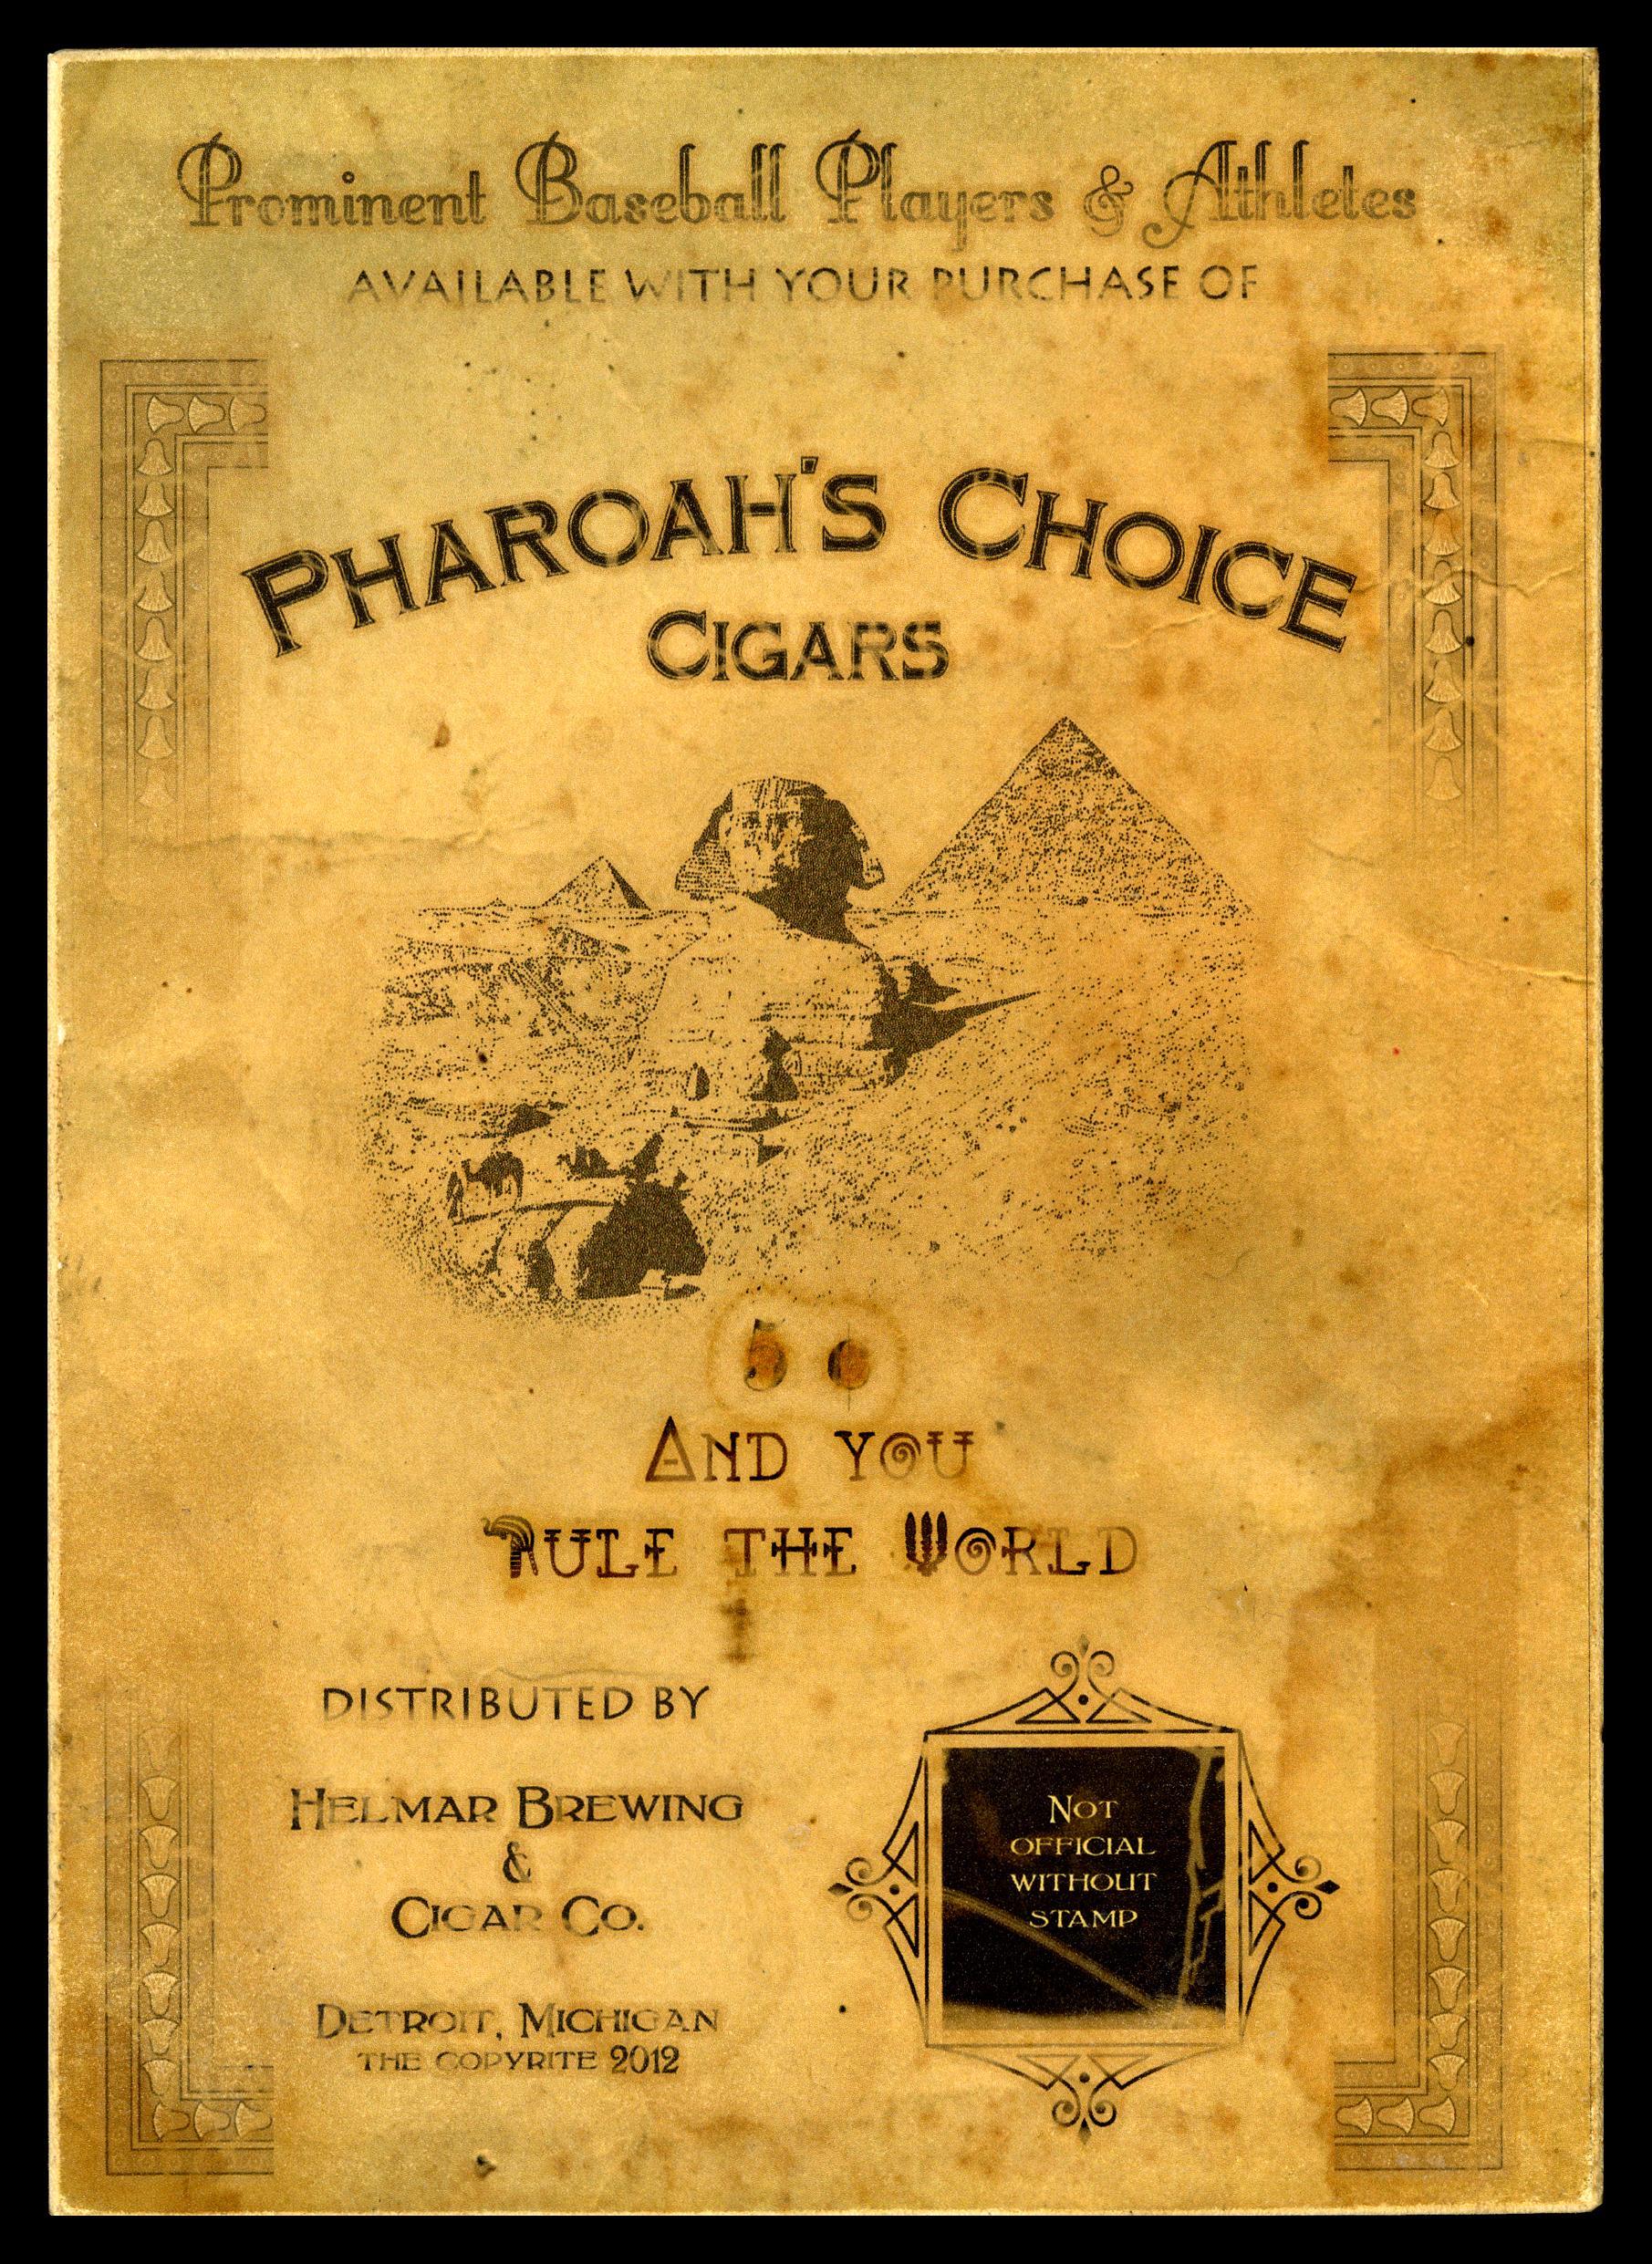 Prominent Baseball Players & Athletes
AVAILABLE WITH YOUR PURCHASE OF
PHAROAH'S CHOICE
CIGARS
5 ¢
AND YOU
RULE THE WORLD
DISTRIBUTED BY
HELMAR BREWING
&
CIGAR CO.
DETROIT, MICHIGAN
THE COPYRITE 2012
NOT
OFFICIAL
WITHOUT
STAMP